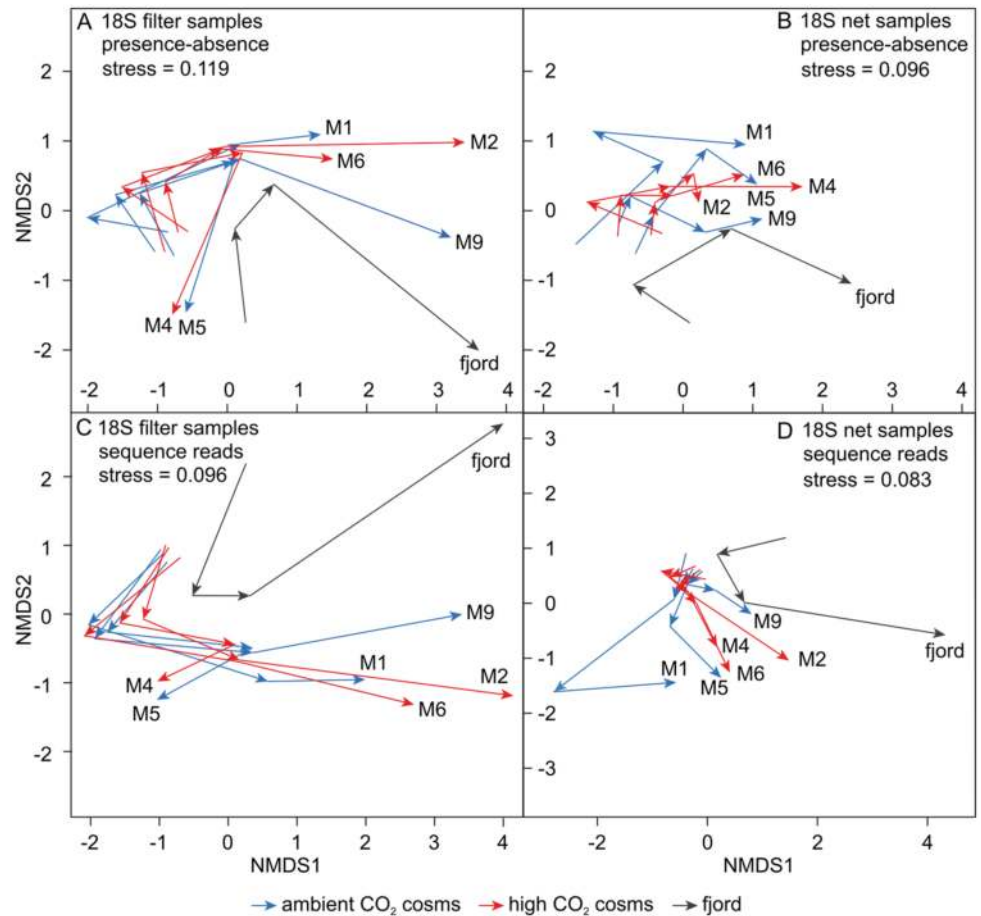 A 18S filter samples
presence-absence
stress = 0.119
2
1
0
-1
-2
NMDS2
M1
M2
M6
M9
M4 M5
fjord
-2 -1 0 1 2 3 4
B 18S net samples
presence-absence
stress = 0.096
M1
M6
M5
M4
M2
M9
fjord
-2 -1 0 1 2 3 4
C 18S filter samples
sequence reads
stress = 0.096
2
1
0
-1
-2
NMDS2
fjord
M9
M1
M2
M4
M5
M6
-2 -1 0 1 2 3 4
NMDS1
D 18S net samples
sequence reads
stress = 0.083
3
2
1
0
-1
-2
-3
M9
M4
M2
M6
M1
M5
fjord
-2 0 2 4
NMDS1
ambient CO₂ cosms high CO₂ cosms fjord